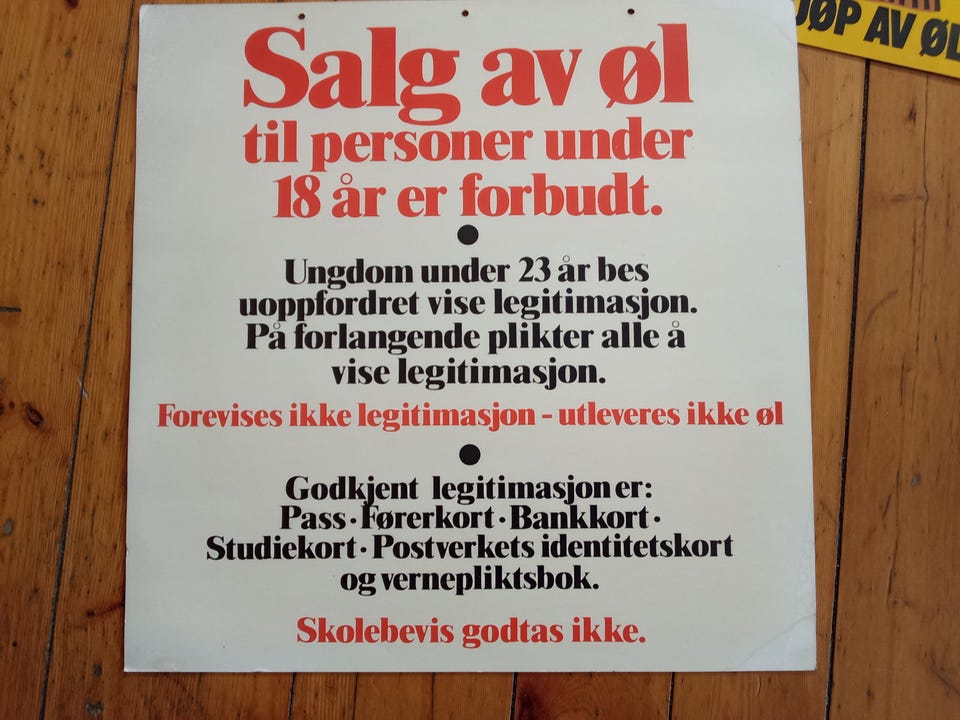 Salg av øl
til personer under
18 år er forbudt.
Ungdom under 23 år bes
uoppfordret vise legitimasjon.
På forlangende plikter alle å
vise legitimasjon.
Forevises ikke legitimasjon - utleveres ikke øl
Godkjent legitimasjon er:
Pass · Førerkort · Bankkort ·
Studiekort · Postverkets identitetskort
og vernepliktsbok.
Skolebevis godtas ikke.
AV ØL